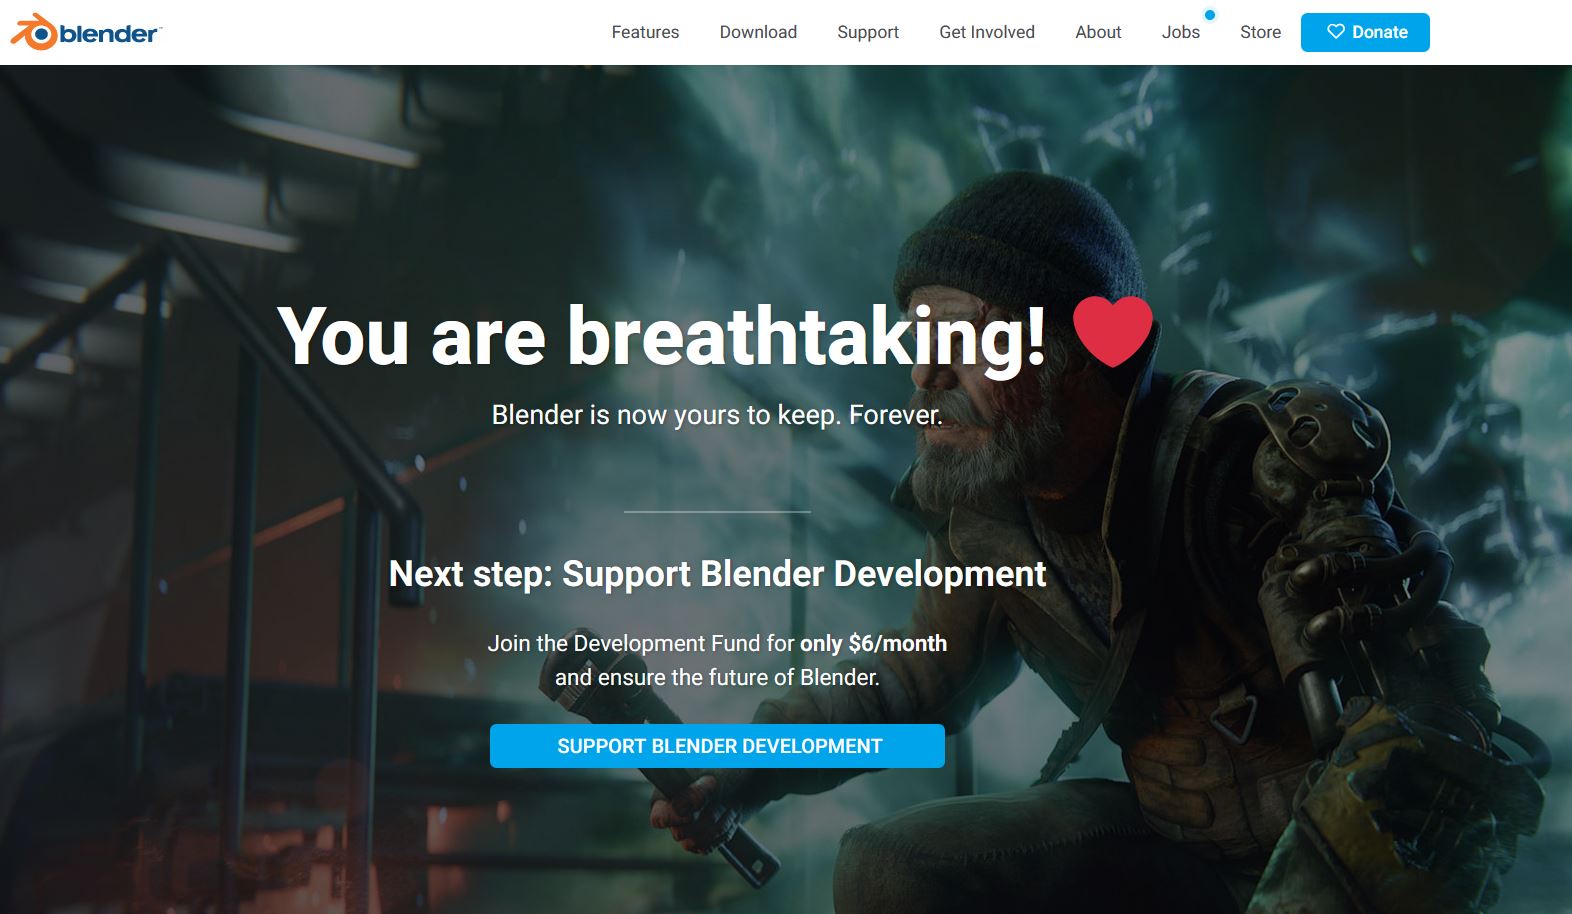 blender
Features Download Support Get Involved About Jobs Store Donate
You are breathtaking!
Blender is now yours to keep. Forever.
Next step: Support Blender Development
Join the Development Fund for only $6/month
and ensure the future of Blender.
SUPPORT BLENDER DEVELOPMENT